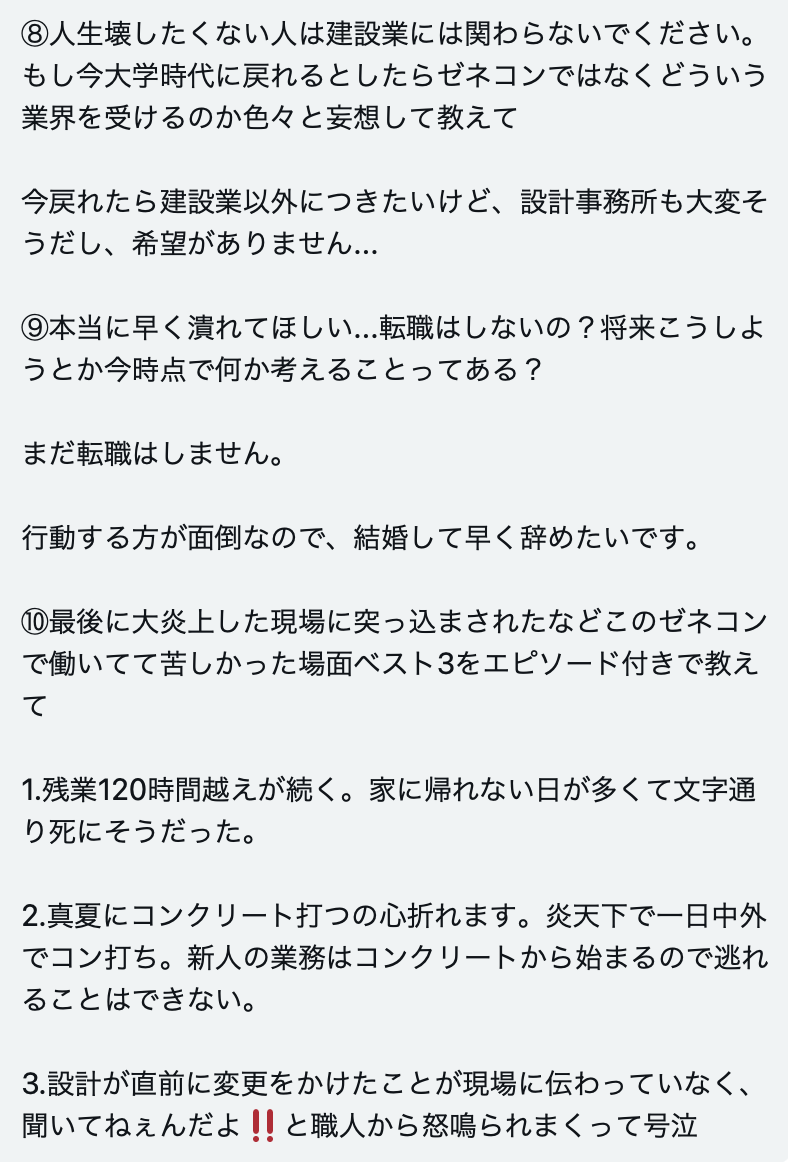 ⑧人生壊したくない人は建設業には関わらないでください。
もし今大学時代に戻れるとしたらゼネコンではなくどういう
業界を受けるのか色々と妄想して教えて
今戻れたら建設業以外につきたいけど、設計事務所も大変そ
うだし、希望がありません...
⑨本当に早く潰れてほしい...転職はしないの？将来こうしよ
うとか今時点で何か考えることってある？
まだ転職はしません。
行動する方が面倒なので、結婚して早く辞めたいです。
⑩最後に大炎上した現場に突っ込まされたなどこのゼネコン
で働いてて苦しかった場面ベスト3をエピソード付きで教え
て
1.残業120時間越えが続く。家に帰れない日が多くて文字通
り死にそうだった。
2.真夏にコンクリート打つの心折れます。炎天下で一日中外
でコン打ち。新人の業務はコンクリートから始まるので逃れ
ることはできない。
3.設計が直前に変更をかけたことが現場に伝わっていなく、
聞いてねぇんだよ‼️と職人から怒鳴られまくって号泣